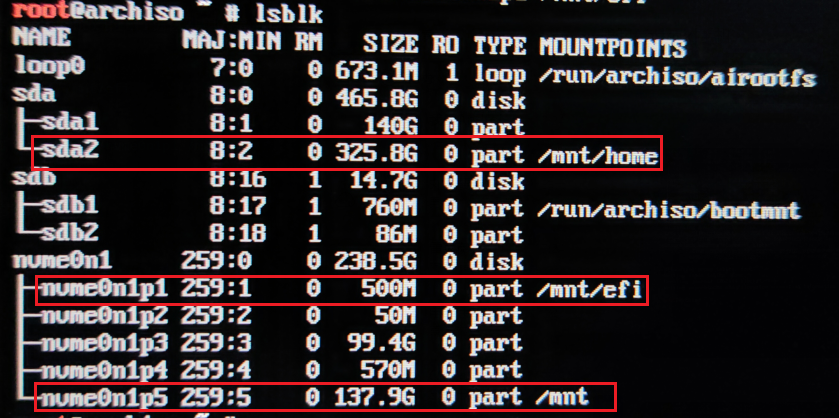 root@archiso ~ # lsblk
NAME MAJ:MIN RM SIZE RO TYPE MOUNTPOINTS
loop0 7:0 0 673.1M 1 loop /run/archiso/airootfs
sda 8:0 0 465.8G 0 disk
├─sda1 8:1 0 140G 0 part
└─sda2 8:2 0 325.8G 0 part /mnt/home
sdb 8:16 1 14.7G 0 disk
├─sdb1 8:17 1 760M 0 part /run/archiso/bootmnt
└─sdb2 8:18 1 86M 0 part
nvme0n1 259:0 0 238.5G 0 disk
├─nvme0n1p1 259:1 0 500M 0 part /mnt/efi
├─nvme0n1p2 259:2 0 50M 0 part
├─nvme0n1p3 259:3 0 99.4G 0 part
├─nvme0n1p4 259:4 0 570M 0 part
└─nvme0n1p5 259:5 0 137.9G 0 part /mnt